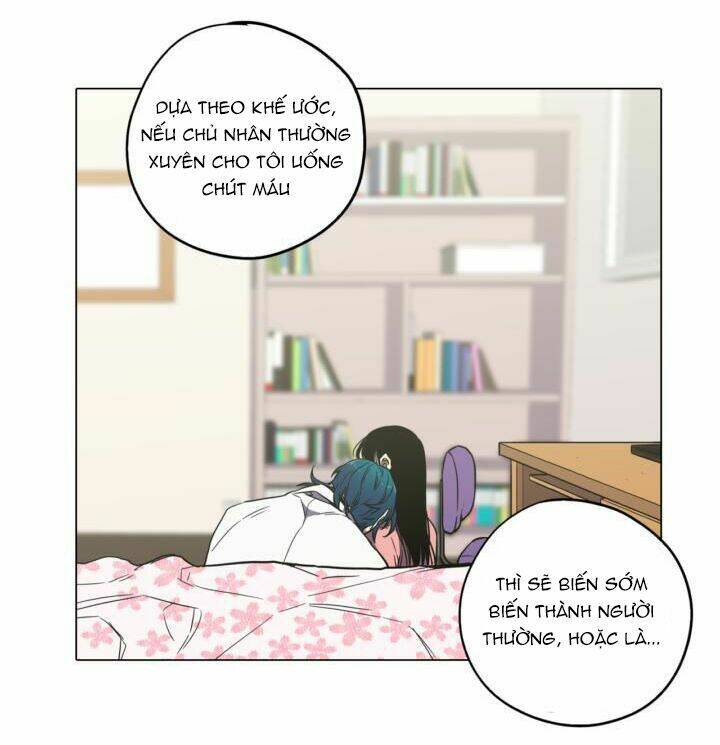 DỰA THEO KHẾ ƯỚC,
NẾU CHỦ NHÂN THƯỜNG
XUYÊN CHO TÔI UỐNG
CHÚT MÁU
THÌ SẼ BIẾN SỚM
BIẾN THÀNH NGƯỜI
THƯỜNG, HOẶC LÀ...